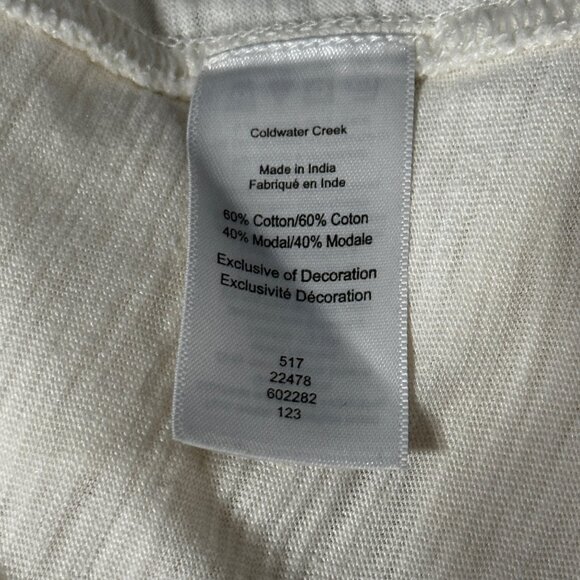 Coldwater Creek
Made in India
Fabriqué en Inde
60% Cotton/60% Coton
40% Modal/40% Modale
Exclusive of Decoration
Exclusivité Décoration
517
22478
602282
123